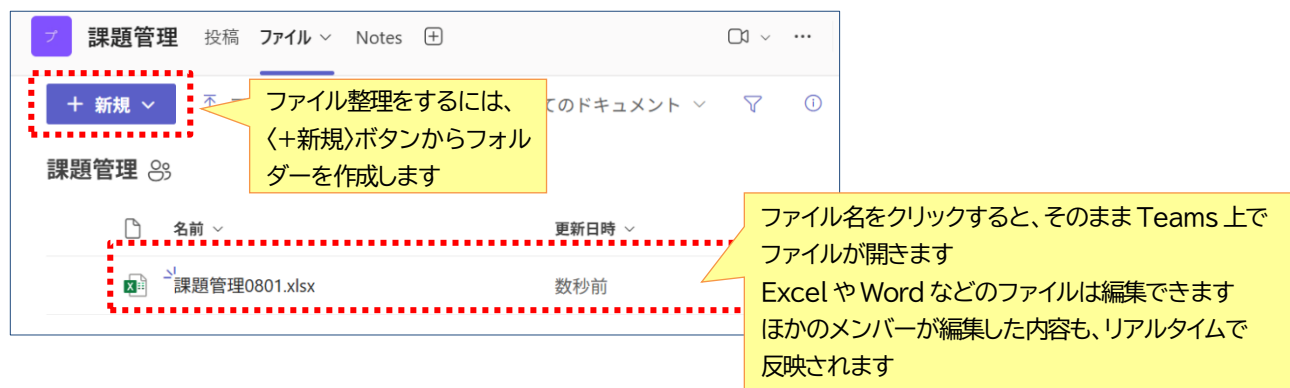 プ 課題管理 投稿 ファイル Notes
+ 新規
ファイル整理をするには、
〈+新規〉ボタンからフォル
ダーを作成します
てのドキュメント
課題管理
名前 更新日時
課題管理0801.xlsx 数秒前
ファイル名をクリックすると、そのまま Teams 上で
ファイルが開きます
Excel や Word などのファイルは編集できます
ほかのメンバーが編集した内容も、リアルタイムで
反映されます